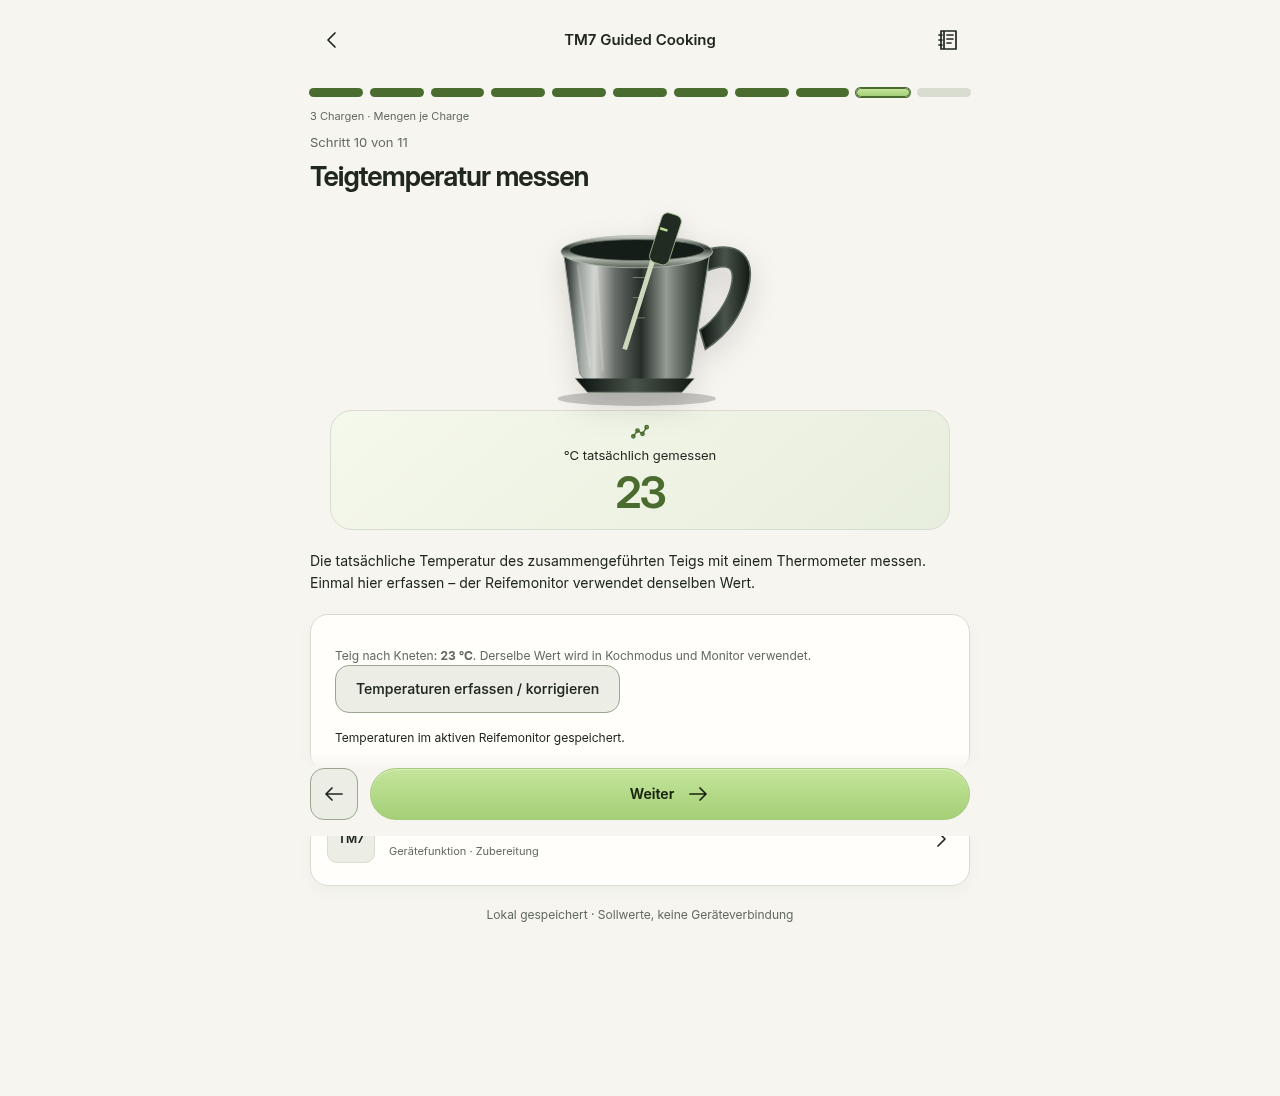 TM7 Guided Cooking
3 Chargen · Mengen je Charge
Schritt 10 von 11
Teigtemperatur messen
°C tatsächlich gemessen
23
Die tatsächliche Temperatur des zusammengeführten Teigs mit einem Thermometer messen.
Einmal hier erfassen – der Reifemonitor verwendet denselben Wert.
Teig nach Kneten: 23 °C. Derselbe Wert wird in Kochmodus und Monitor verwendet.
Temperaturen erfassen / korrigieren
Temperaturen im aktiven Reifemonitor gespeichert.
Weiter
TM7
Gerätefunktion · Zubereitung
Lokal gespeichert · Sollwerte, keine Geräteverbindung